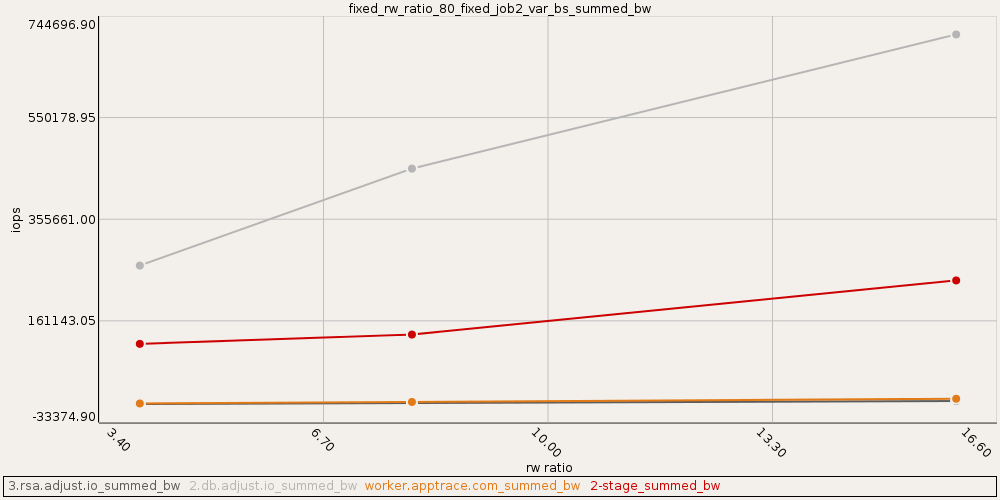 fixed_rw_ratio_80_fixed_job2_var_bs_summed_bw
744696.90
550178.95
355661.00
161143.05
-33374.90
iops
3.40
6.70
10.00
13.30
16.60
rw ratio
3.rsa.adjust.io_summed_bw 2.db.adjust.io_summed_bw worker.apptrace.com_summed_bw 2-stage_summed_bw